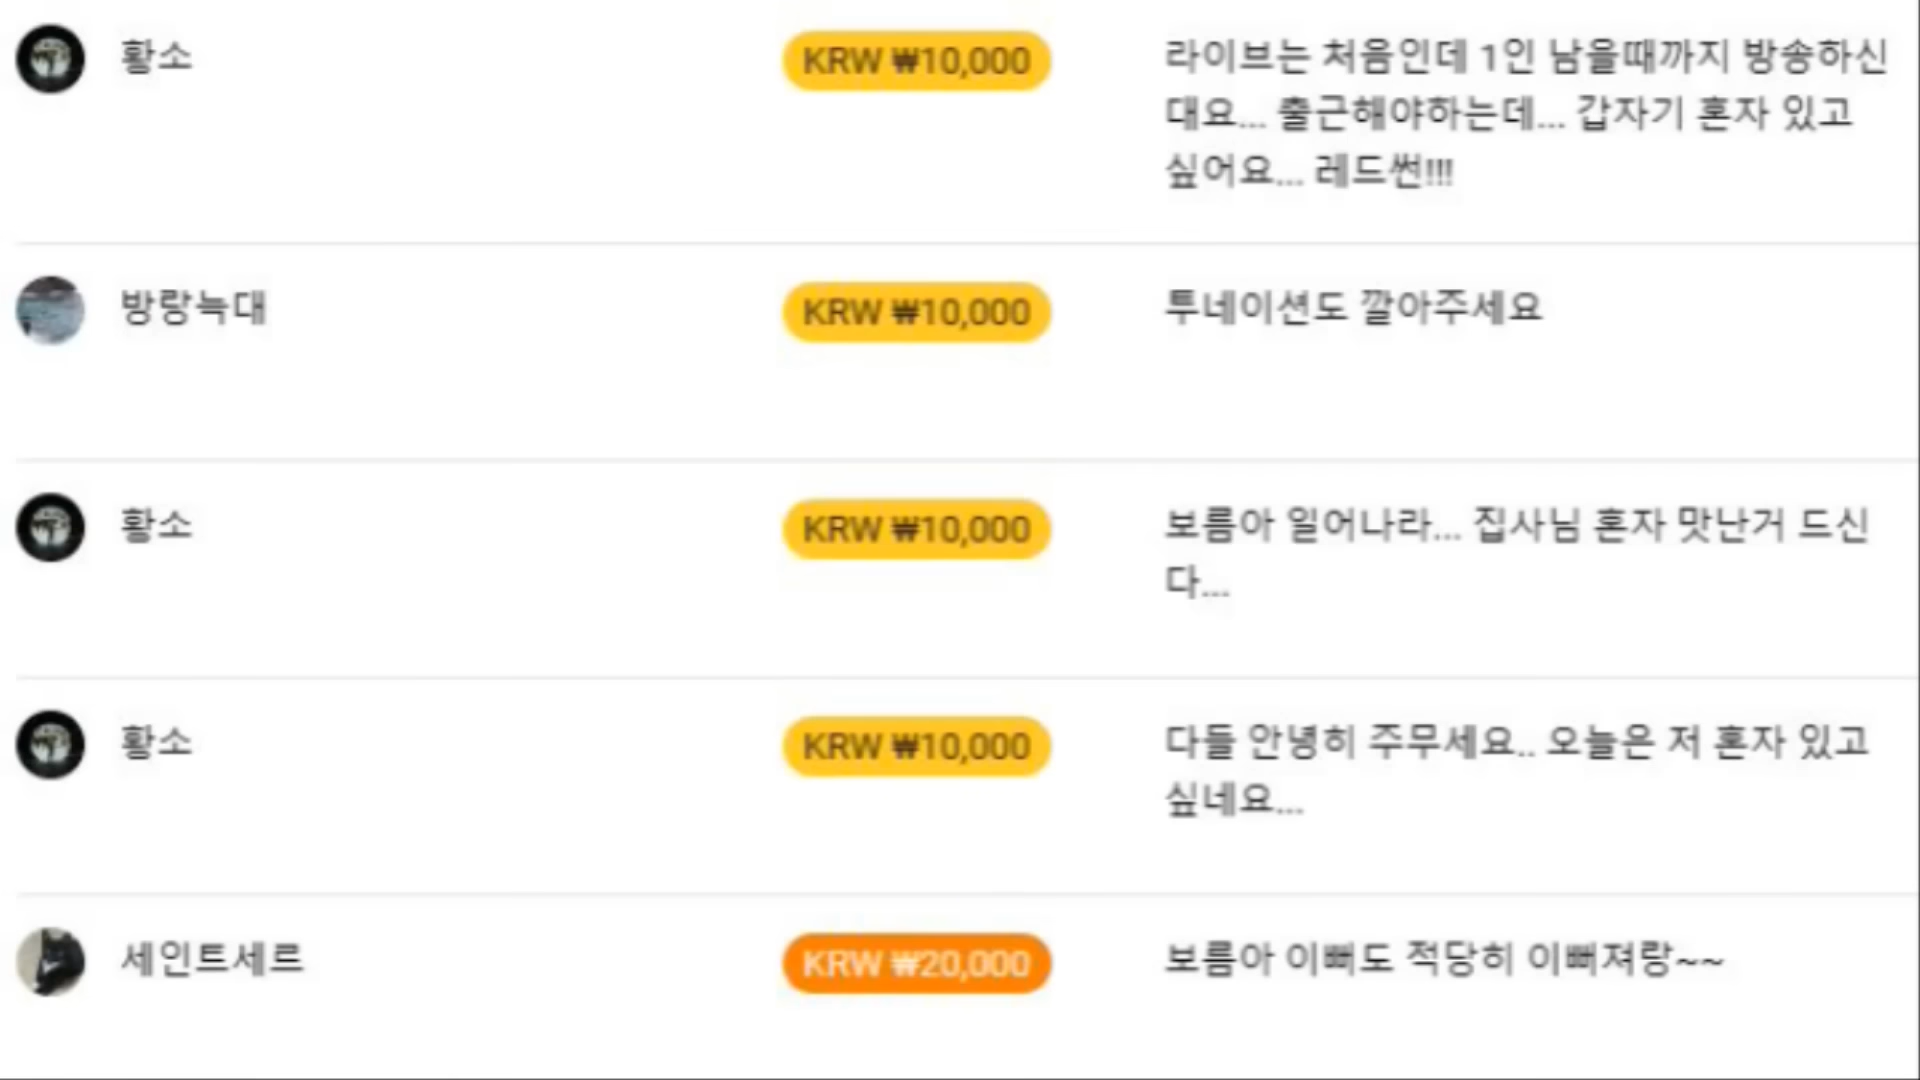 황소
KRW ₩10,000
라이브는 처음인데 1인 남을때까지 방송하신
대요... 출근해야하는데... 갑자기 혼자 있고
싶어요... 레드썬!!!
방랑늑대
KRW ₩10,000
투네이션도 깔아주세요
황소
KRW ₩10,000
보름아 일어나라... 집사님 혼자 맛난거 드신
다...
황소
KRW ₩10,000
다들 안녕히 주무세요.. 오늘은 저 혼자 있고
싶네요...
세인트세르
KRW ₩20,000
보름아 이뻐도 적당히 이뻐져랑~~